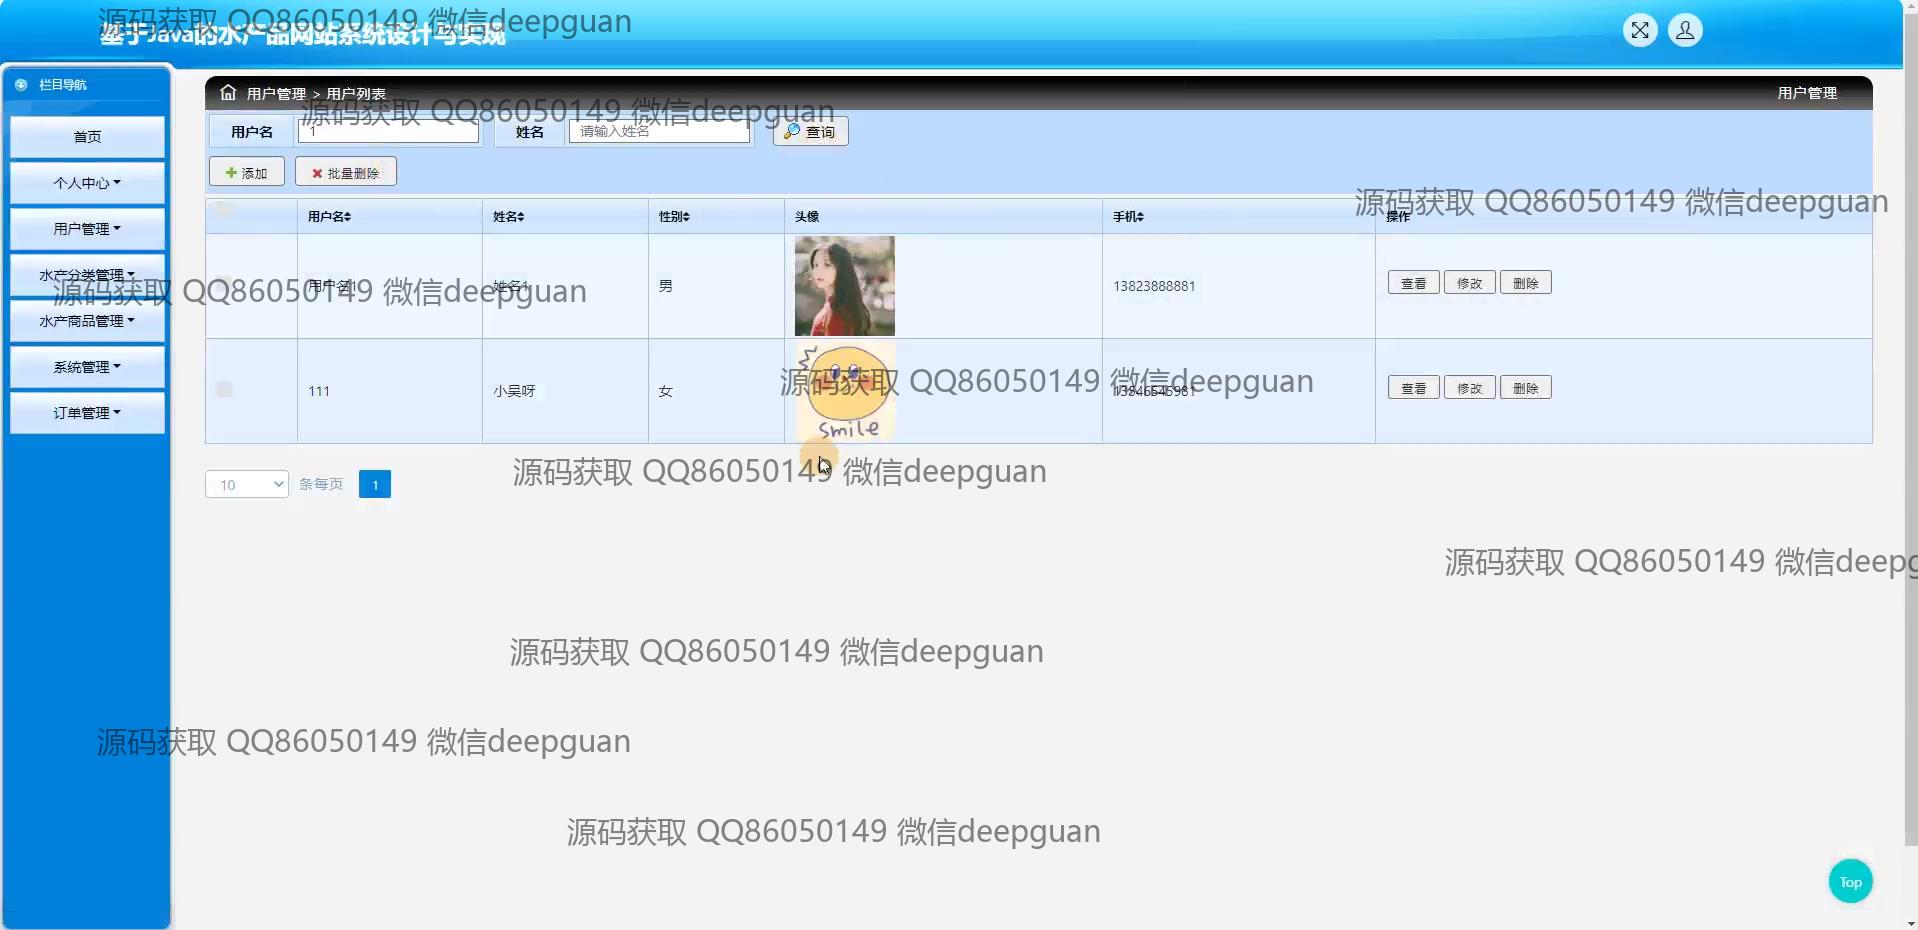 源码获取 QQ86050149 微信deepguan
基于Java的水产品网站系统设计与实现
栏目导航
首页
个人中心
用户管理
水产分类管理
水产商品管理
系统管理
订单管理
用户管理 > 用户列表
用户管理
源码获取 QQ86050149 微信deepguan
用户名 1 姓名 请输入姓名 查询
添加 批量删除
源码获取 QQ86050149 微信deepguan
用户名 姓名 性别 头像 手机 操作
用户名1 姓名1 男 13823888881 查看 修改 删除
源码获取 QQ86050149 微信deepguan
111 小吴呀 女 smile 13546545981 查看 修改 删除
源码获取 QQ86050149 微信deepguan
源码获取 QQ86050149 微信deepguan
10 条每页 1
源码获取 QQ86050149 微信deepg
源码获取 QQ86050149 微信deepguan
源码获取 QQ86050149 微信deepguan
源码获取 QQ86050149 微信deepguan
Top